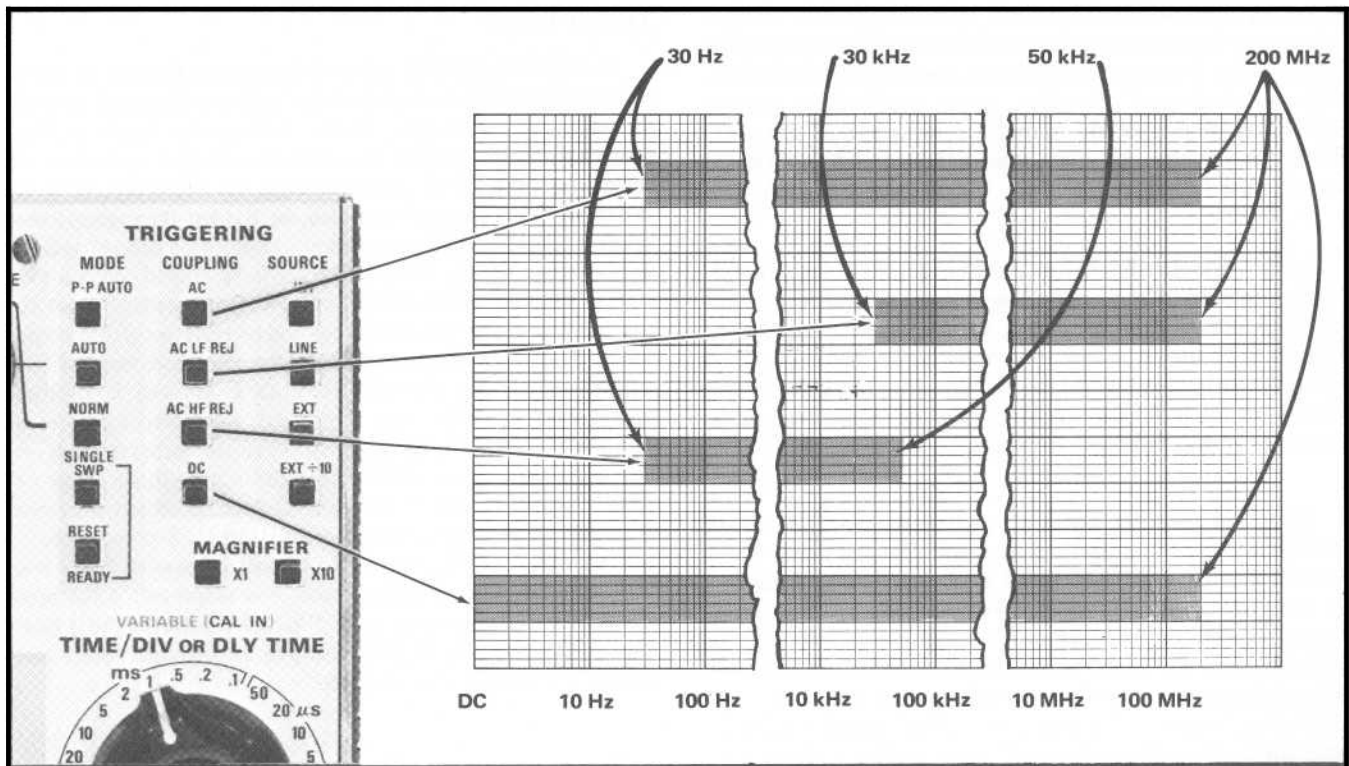 30 Hz 30 kHz 50 kHz 200 MHz
TRIGGERING
MODE COUPLING SOURCE
P-P AUTO AC
E
AUTO AC LF REJ LINE
NORM AC HF REJ EXT
SINGLE SWP DC EXT ÷10
RESET
READY
MAGNIFIER
X1 X10
VARIABLE (CAL IN)
TIME/DIV OR DLY TIME
ms 1 .5 .2 .1 50
2 20 μs
5 10
10 5
20
DC 10 Hz 100 Hz 10 kHz 100 kHz 10 MHz 100 MHz